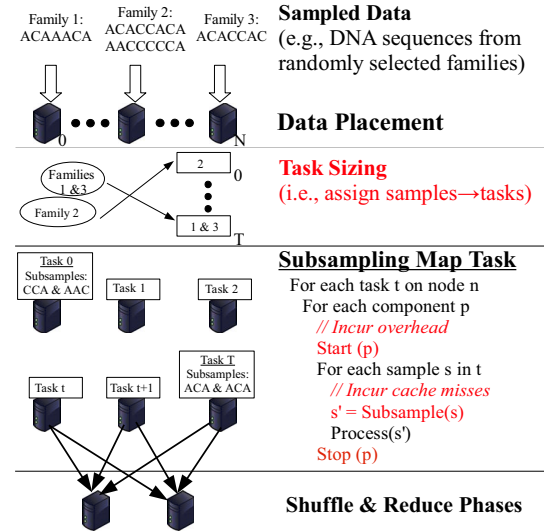 Family 1:
ACAAACA
Family 2:
ACACCACA
AACCCCCA
Family 3:
ACACCAC
Sampled Data
(e.g., DNA sequences from
randomly selected families)
0
N
Data Placement
Families
1 &3
Family 2
2
0
1 & 3
T
Task Sizing
(i.e., assign samples→tasks)
Task 0
Subsamples:
CCA & AAC
Task 1
Task 2
Task t
Task t+1
Task T
Subsamples:
ACA & ACA
Subsampling Map Task
For each task t on node n
For each component p
// Incur overhead
Start (p)
For each sample s in t
// Incur cache misses
s' = Subsample(s)
Process(s')
Stop (p)
Shuffle & Reduce Phases